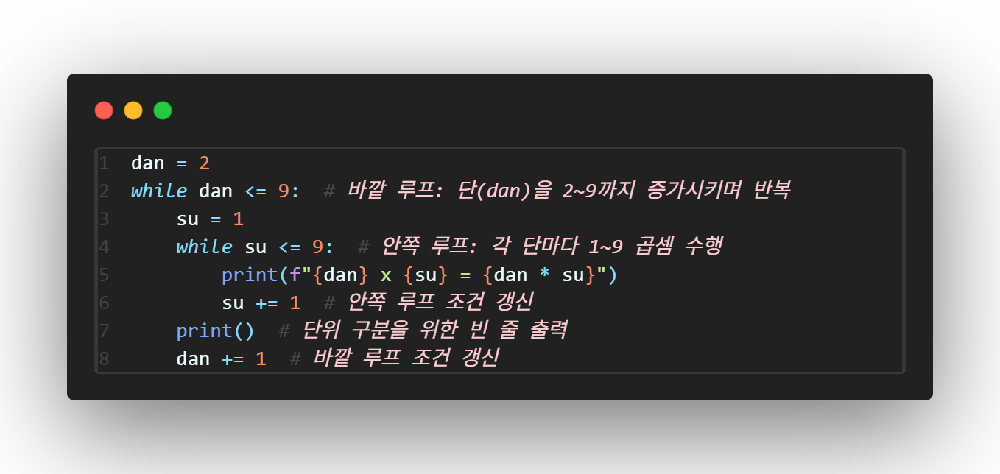 1 dan = 2
2 while dan <= 9:  # 바깥 루프: 단(dan)을 2~9까지 증가시키며 반복
3     su = 1
4     while su <= 9:  # 안쪽 루프: 각 단마다 1~9 곱셈 수행
5         print(f"{dan} x {su} = {dan * su}")
6         su += 1  # 안쪽 루프 조건 갱신
7     print()  # 단위 구분을 위한 빈 줄 출력
8     dan += 1  # 바깥 루프 조건 갱신